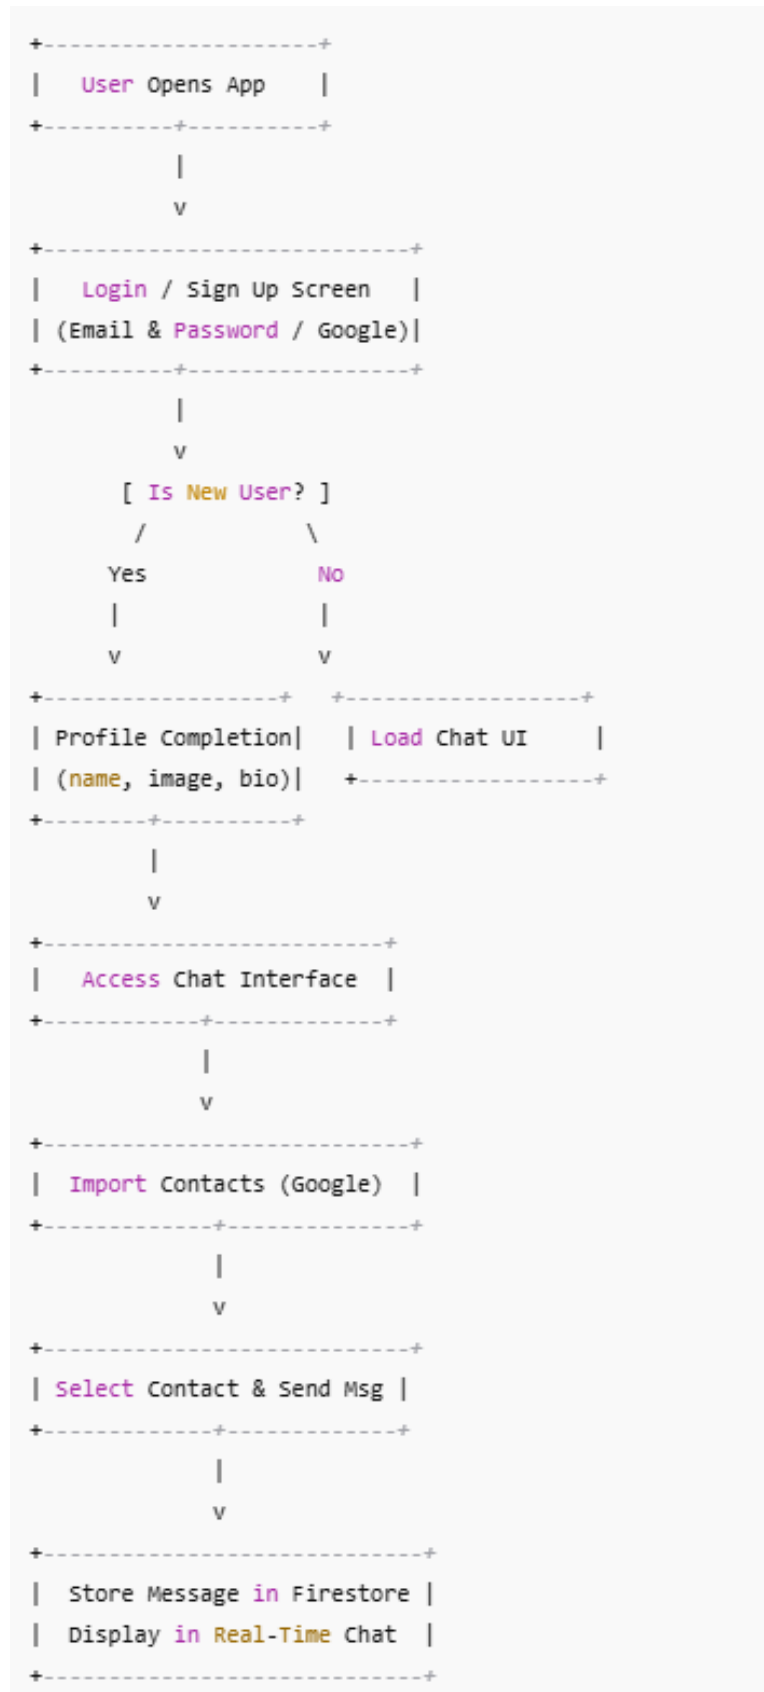 +---------------------+
|   User Opens App    |
+----------+----------+
           |
           v
+----------------------------+
|   Login / Sign Up Screen   |
| (Email & Password / Google)|
+----------+-----------------+
           |
           v
       [ Is New User? ]
        /            \
      Yes             No
      |               |
      v               v
+------------------+   +------------------+
| Profile Completion|   | Load Chat UI     |
| (name, image, bio)|   +------------------+
+--------+----------+
         |
         v
+--------------------------+
|   Access Chat Interface  |
+------------+-------------+
             |
             v
+----------------------------+
|  Import Contacts (Google)  |
+-------------+--------------+
              |
              v
+----------------------------+
| Select Contact & Send Msg |
+-------------+-------------+
              |
              v
+-----------------------------+
|  Store Message in Firestore |
|  Display in Real-Time Chat  |
+-----------------------------+